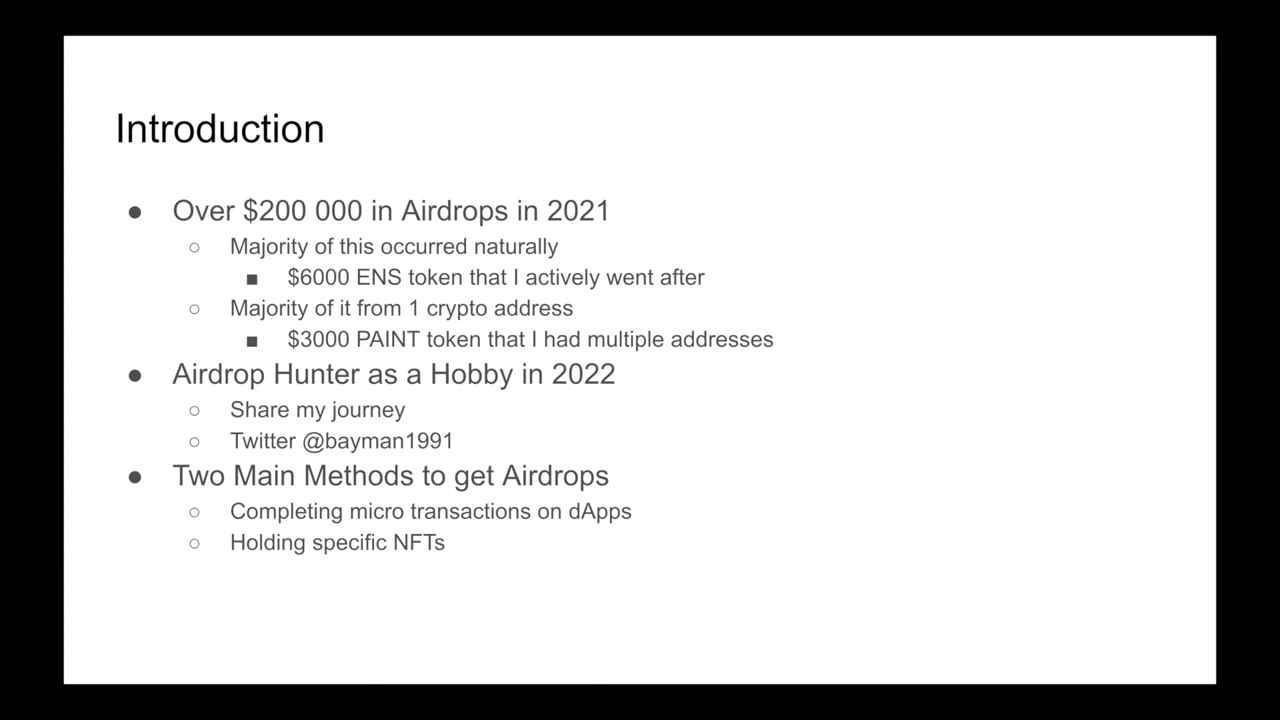 Introduction
● Over $200 000 in Airdrops in 2021
○ Majority of this occurred naturally
■ $6000 ENS token that I actively went after
○ Majority of it from 1 crypto address
■ $3000 PAINT token that I had multiple addresses
● Airdrop Hunter as a Hobby in 2022
○ Share my journey
○ Twitter @bayman1991
● Two Main Methods to get Airdrops
○ Completing micro transactions on dApps
○ Holding specific NFTs